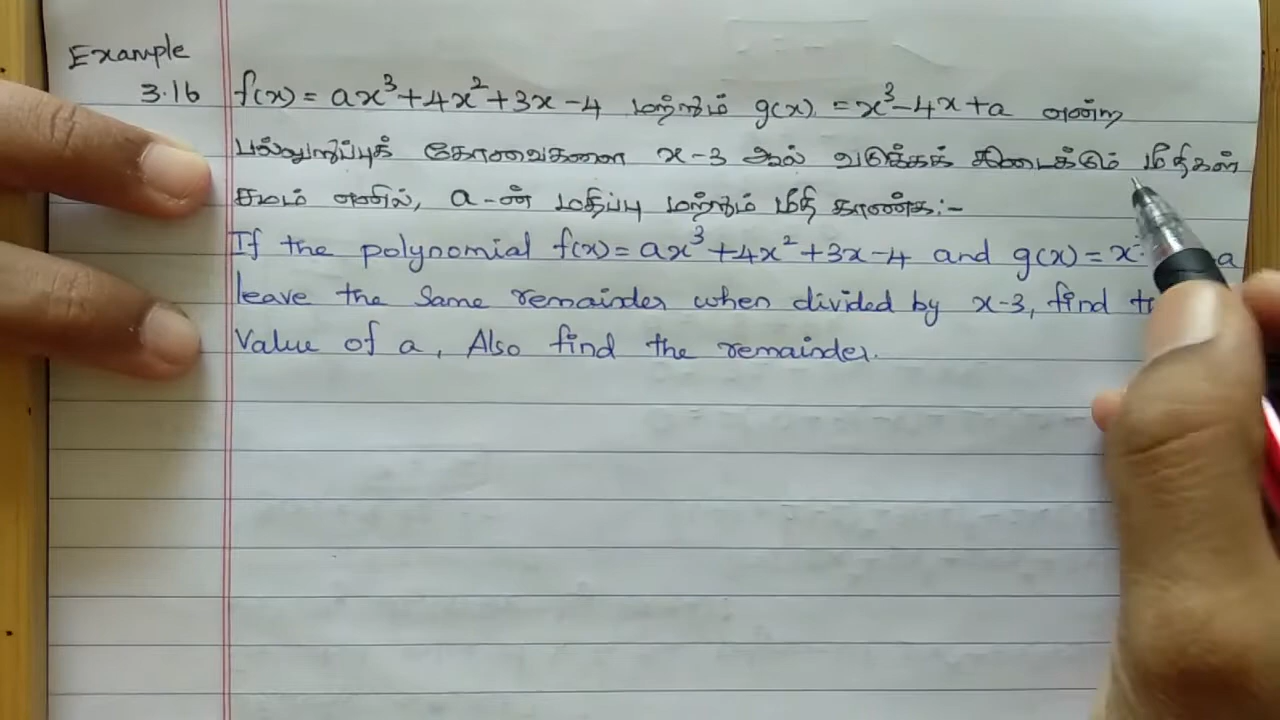 Example
3.16 f(x) = ax³+4x²+3x-4 மற்றும் g(x) = x³-4x+a என்ற
பல்லுறுப்புக் கோவைகளை x-3 ஆல் வகுக்கக் கிடைக்கும் மீதிகள்
சமம் எனில், a-ன் மதிப்பு மற்றும் மீதி காண்க:-
If the polynomial f(x) = ax³+4x²+3x-4 and g(x) = x a
leave the Same remainder when divided by x-3, find
Value of a. Also find the remainder.